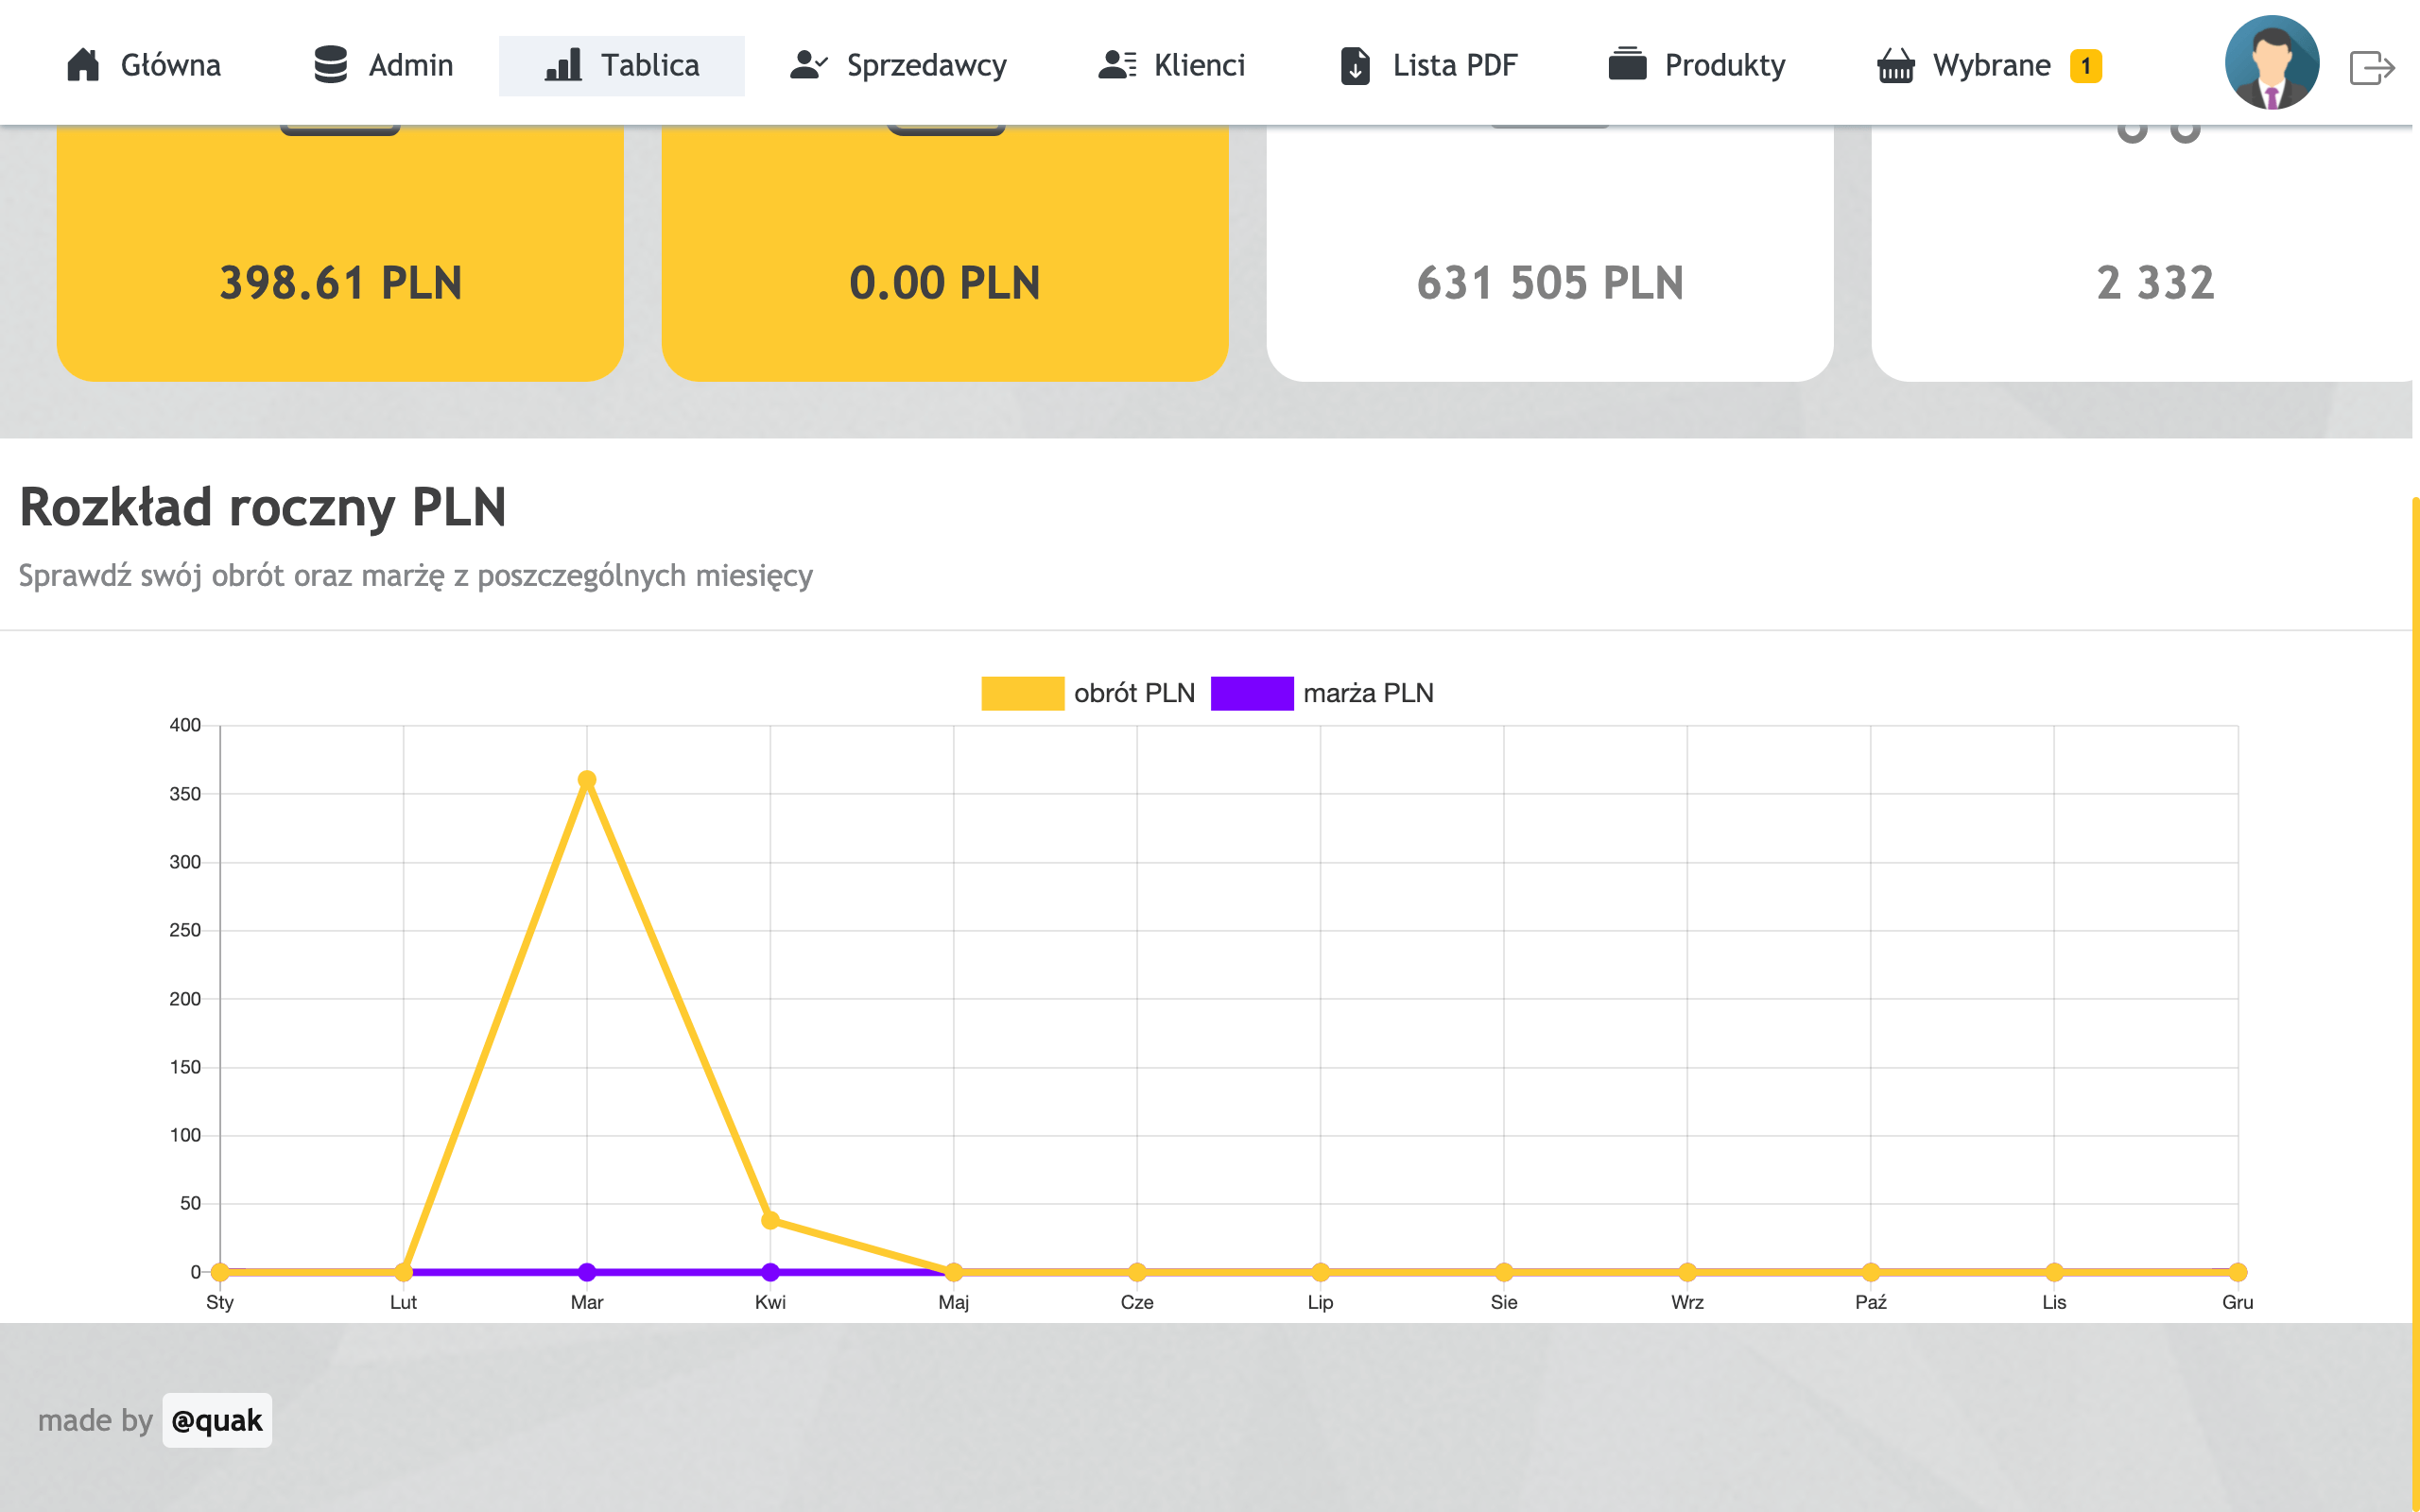 Główna Admin Tablica Sprzedawcy Klienci Lista PDF Produkty Wybrane 1
398.61 PLN 0.00 PLN 631 505 PLN 2 332
Rozkład roczny PLN
Sprawdź swój obrót oraz marżę z poszczególnych miesięcy
obrót PLN marża PLN
400
350
300
250
200
150
100
50
0
Sty Lut Mar Kwi Maj Cze Lip Sie Wrz Paź Lis Gru
made by @quak